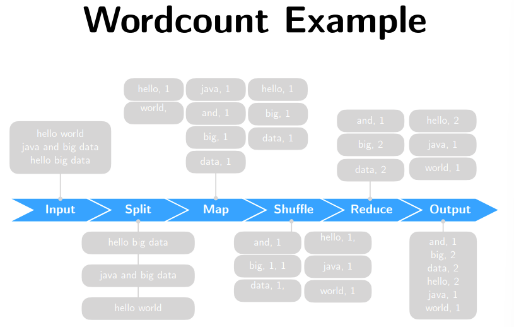 Wordcount Example
hello, 1
java, 1
hello, 1
world,
and, 1
big, 1
big, 1
data, 1
data, 1
hello world
java and big data
hello big data
and, 1
hello, 2
big, 2
java, 1
data, 2
world, 1
Input
Split
Map
Shuffle
Reduce
Output
hello big data
java and big data
hello world
and, 1
hello, 1,
big, 1, 1
java, 1
data, 1,
world, 1
and, 1
big, 2
data, 2
hello, 2
java, 1
world, 1